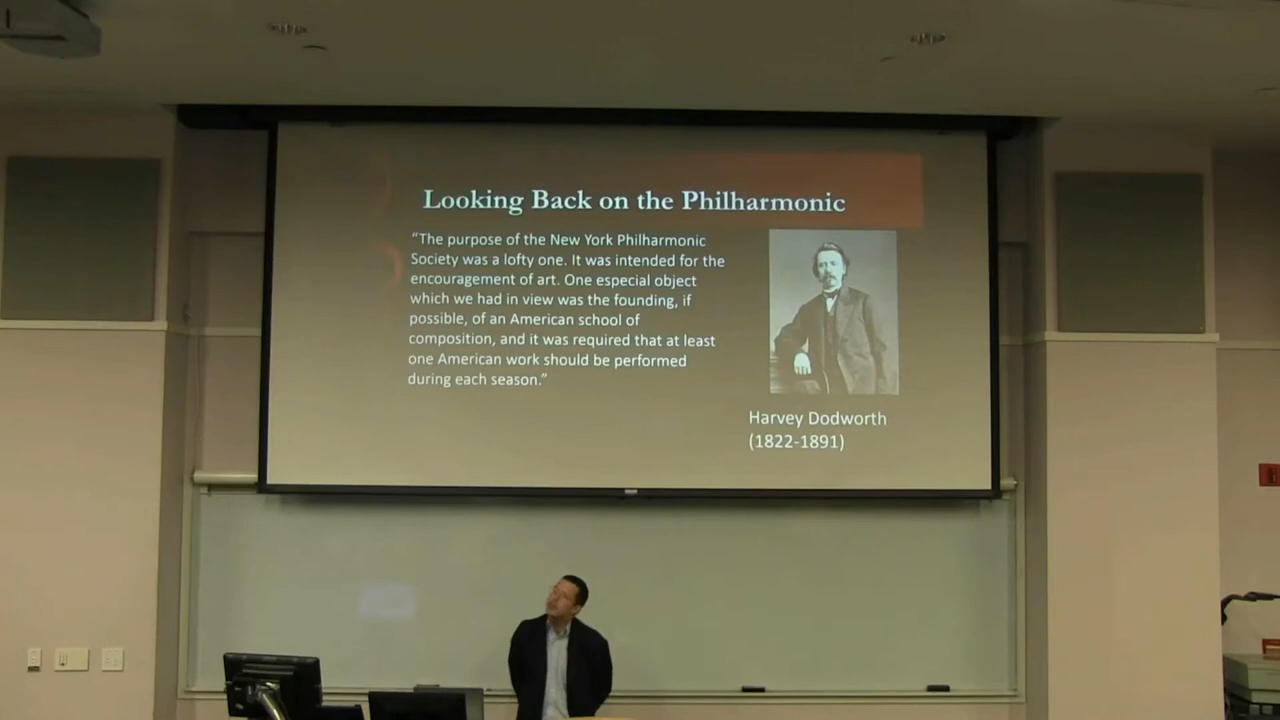 Looking Back on the Philharmonic
“The purpose of the New York Philharmonic
Society was a lofty one. It was intended for the
encouragement of art. One especial object
which we had in view was the founding, if
possible, of an American school of
composition, and it was required that at least
one American work should be performed
during each season.”
Harvey Dodworth
(1822-1891)